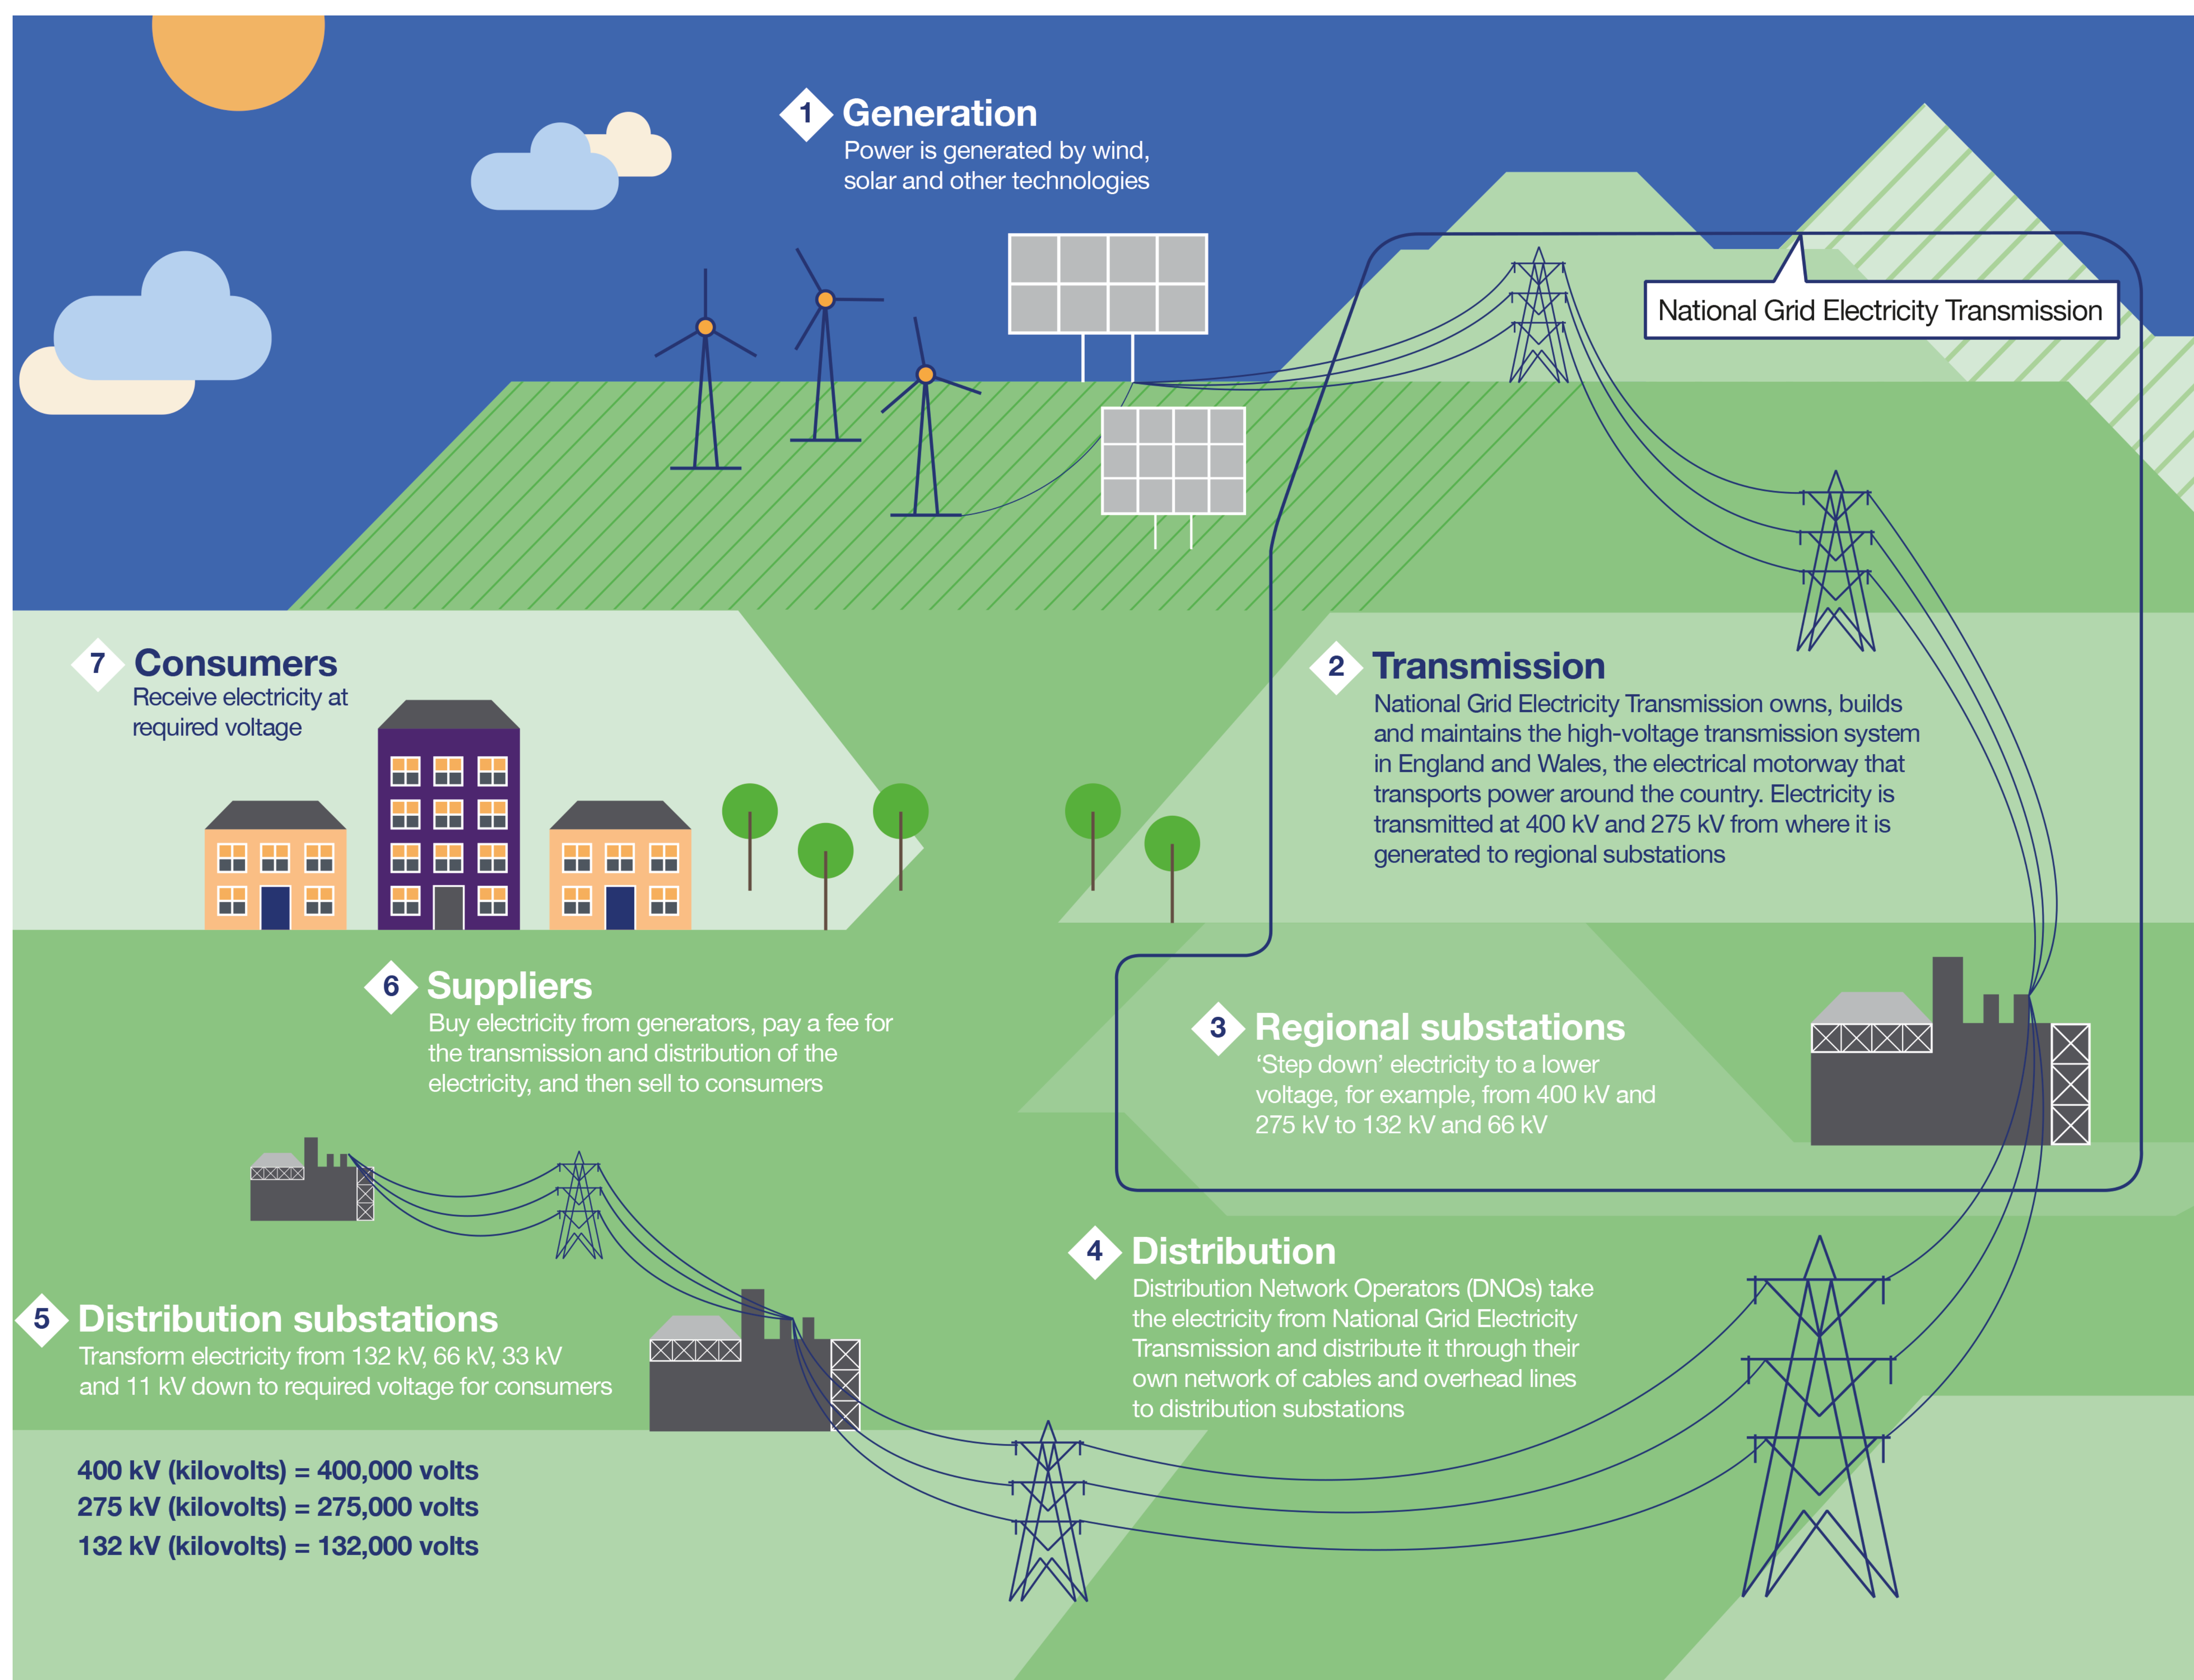 1
Generation
Power is generated by wind,
solar and other technologies
National Grid Electricity Transmission
2
Transmission
National Grid Electricity Transmission owns, builds
and maintains the high-voltage transmission system
in England and Wales, the electrical motorway that
transports power around the country. Electricity is
transmitted at 400 kV and 275 kV from where it is
generated to regional substations
3
Regional substations
‘Step down’ electricity to a lower
voltage, for example, from 400 kV and
275 kV to 132 kV and 66 kV
4
Distribution
Distribution Network Operators (DNOs) take
the electricity from National Grid Electricity
Transmission and distribute it through their
own network of cables and overhead lines
to distribution substations
5
Distribution substations
Transform electricity from 132 kV, 66 kV, 33 kV
and 11 kV down to required voltage for consumers
6
Suppliers
Buy electricity from generators, pay a fee for
the transmission and distribution of the
electricity, and then sell to consumers
7
Consumers
Receive electricity at
required voltage
400 kV (kilovolts) = 400,000 volts
275 kV (kilovolts) = 275,000 volts
132 kV (kilovolts) = 132,000 volts